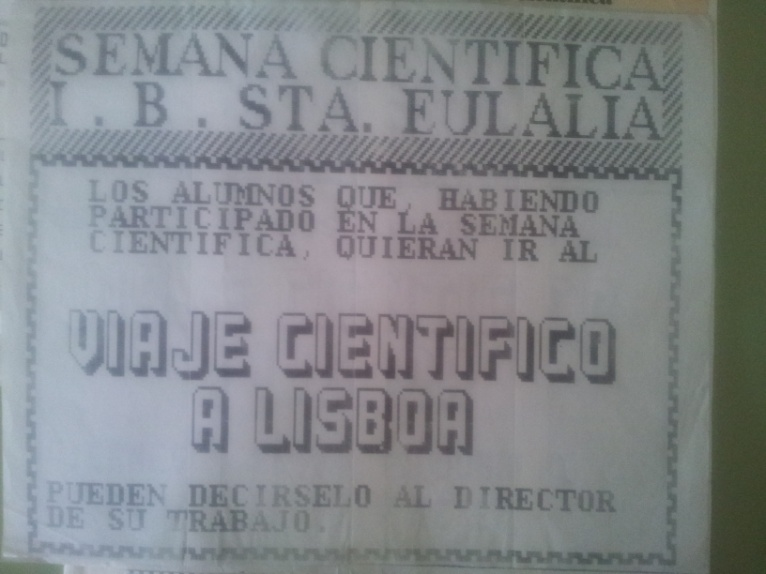 SEMANA CIENTIFICA
I.B. STA. EULALIA
LOS ALUMNOS QUE, HABIENDO
PARTICIPADO EN LA SEMANA
CIENTIFICA, QUIERAN IR AL
VIAJE CIENTIFICO
A LISBOA
PUEDEN DECIRSELO AL DIRECTOR
DE SU TRABAJO.